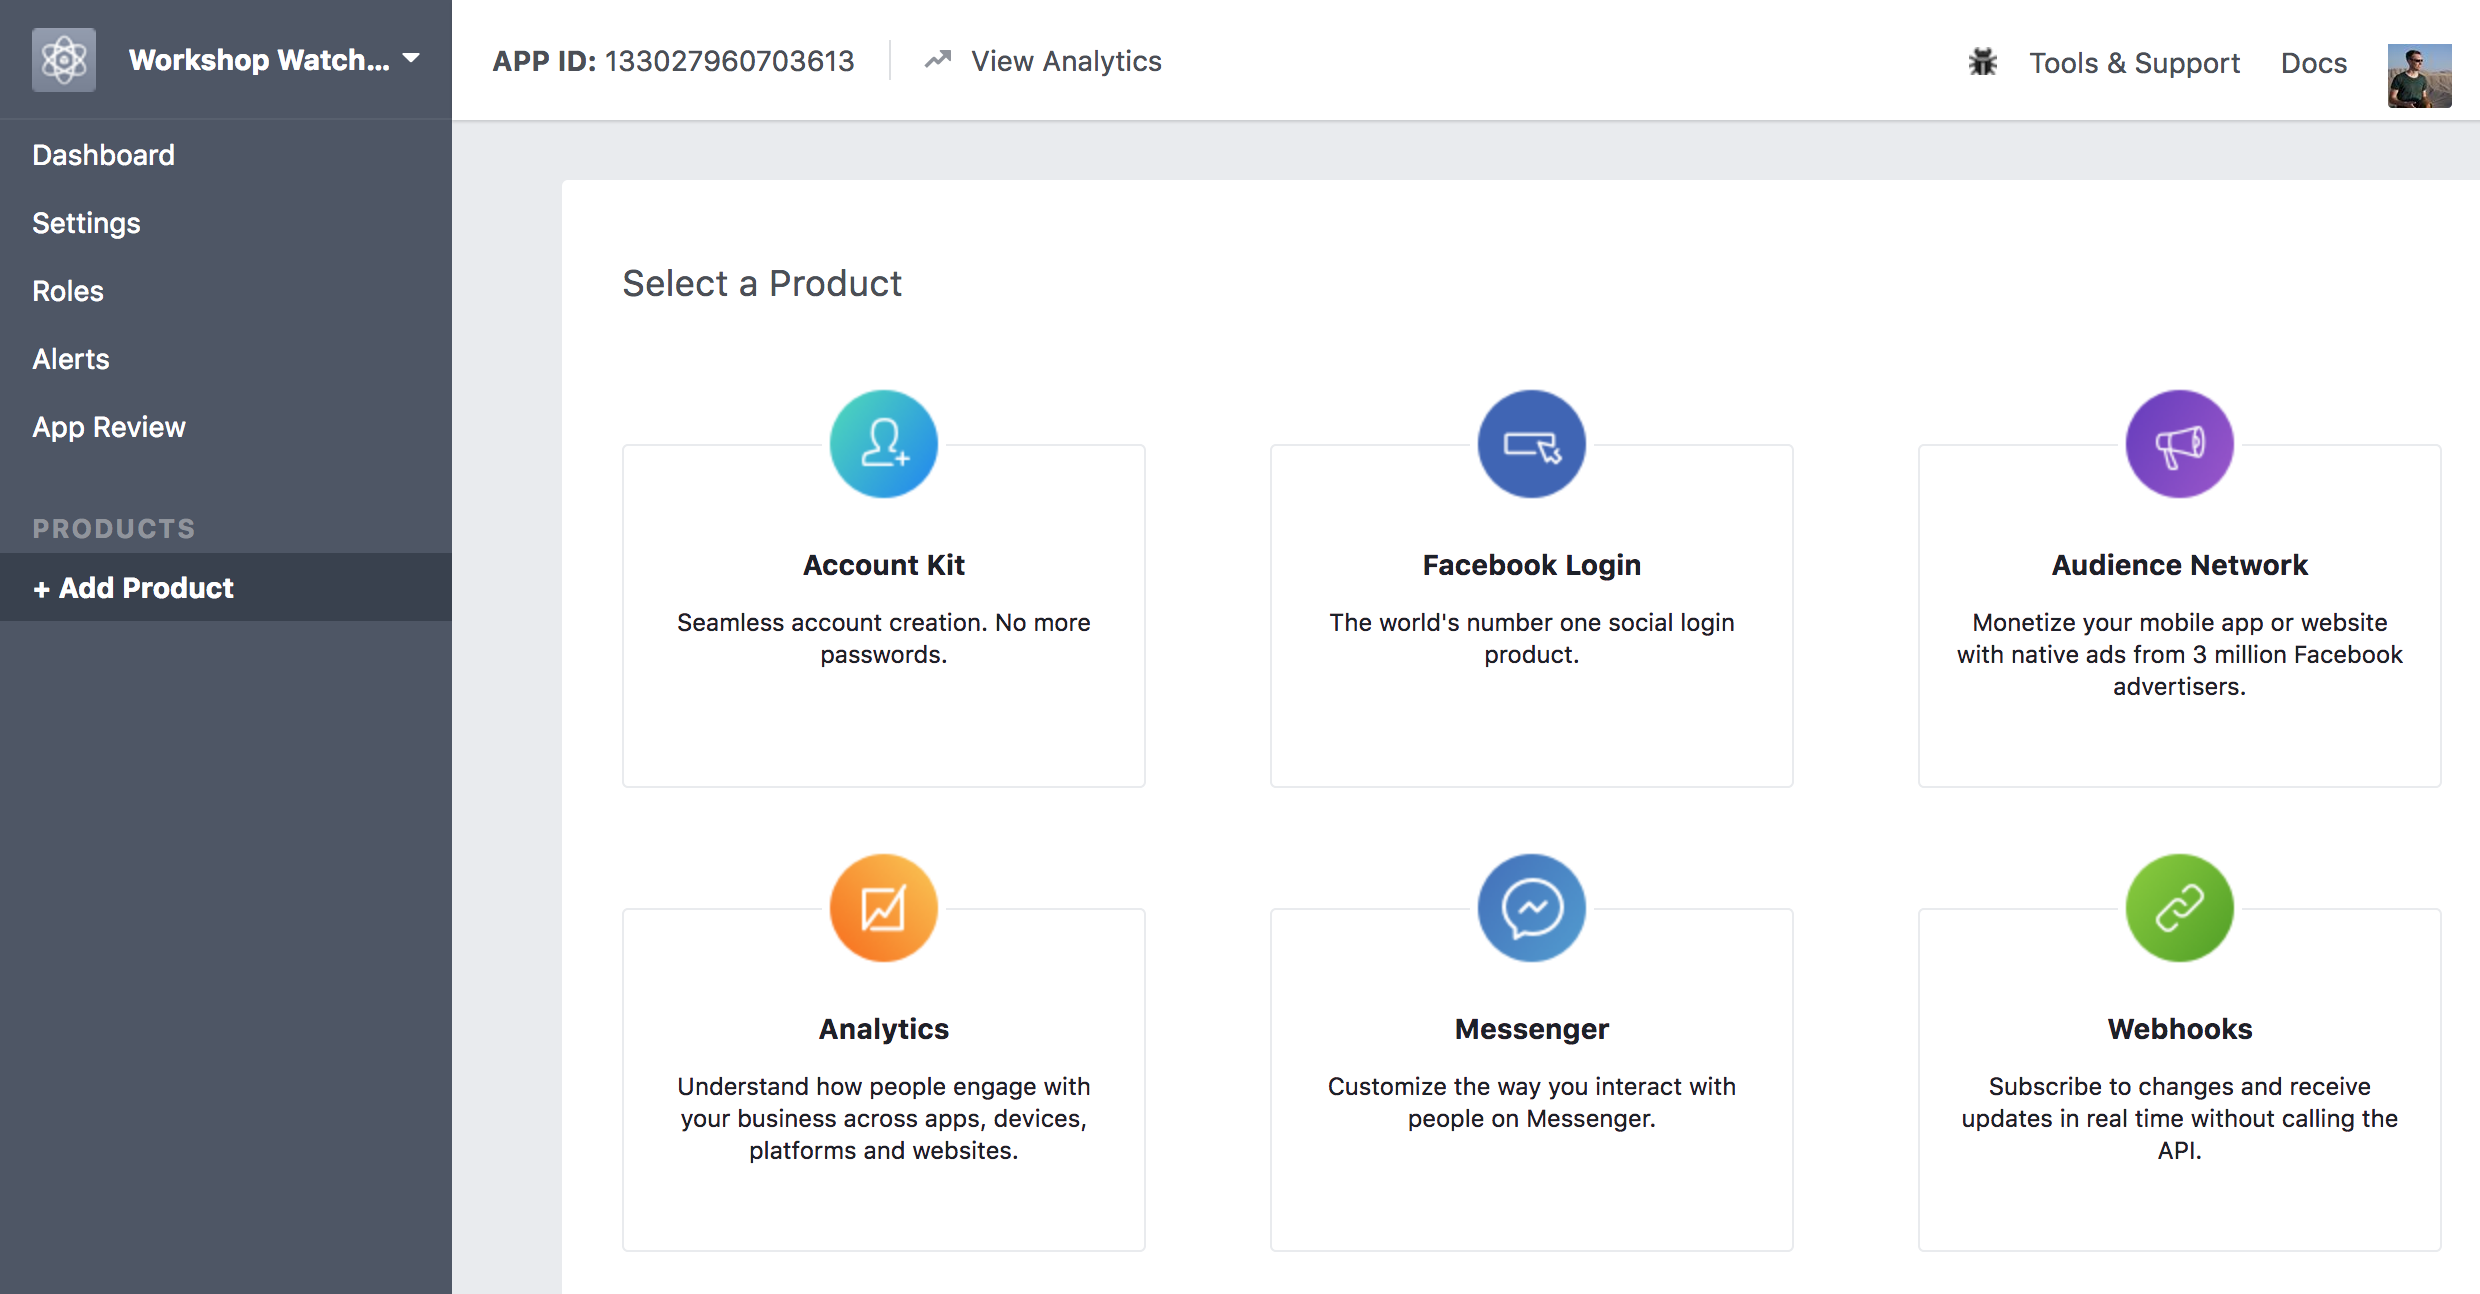 Workshop Watch...
APP ID: 133027960703613
View Analytics
Tools & Support
Docs
Dashboard
Settings
Roles
Alerts
App Review
PRODUCTS
+ Add Product
Select a Product
Account Kit
Seamless account creation. No more
passwords.
Facebook Login
The world's number one social login
product.
Audience Network
Monetize your mobile app or website
with native ads from 3 million Facebook
advertisers.
Analytics
Understand how people engage with
your business across apps, devices,
platforms and websites.
Messenger
Customize the way you interact with
people on Messenger.
Webhooks
Subscribe to changes and receive
updates in real time without calling the
API.